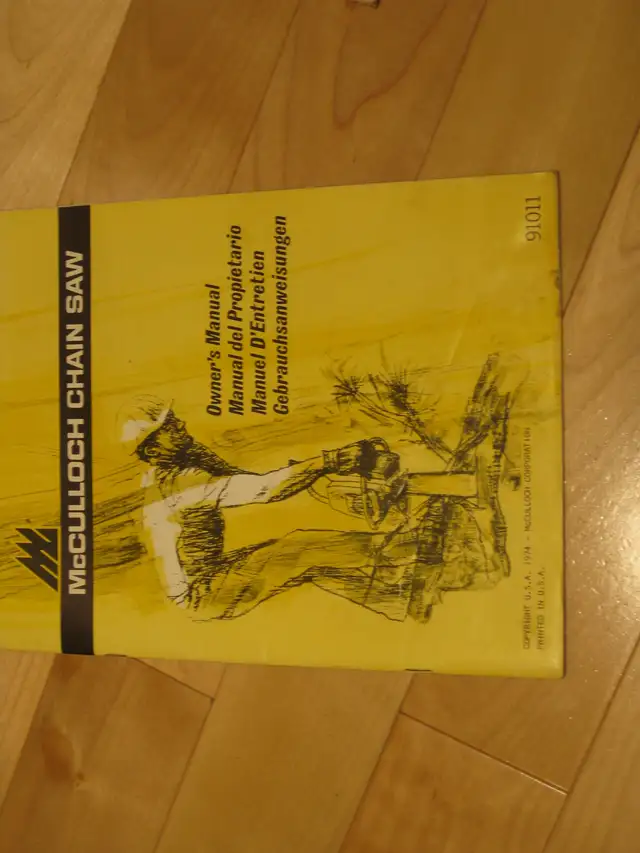 McCULLOCH CHAIN SAW
Owner's Manual
Manual del Propietario
Manuel D'Entretien
Gebrauchsanweisungen
COPYRIGHT U.S.A. 1974 - McCULLOCH CORPORATION
PRINTED IN U.S.A.
91011